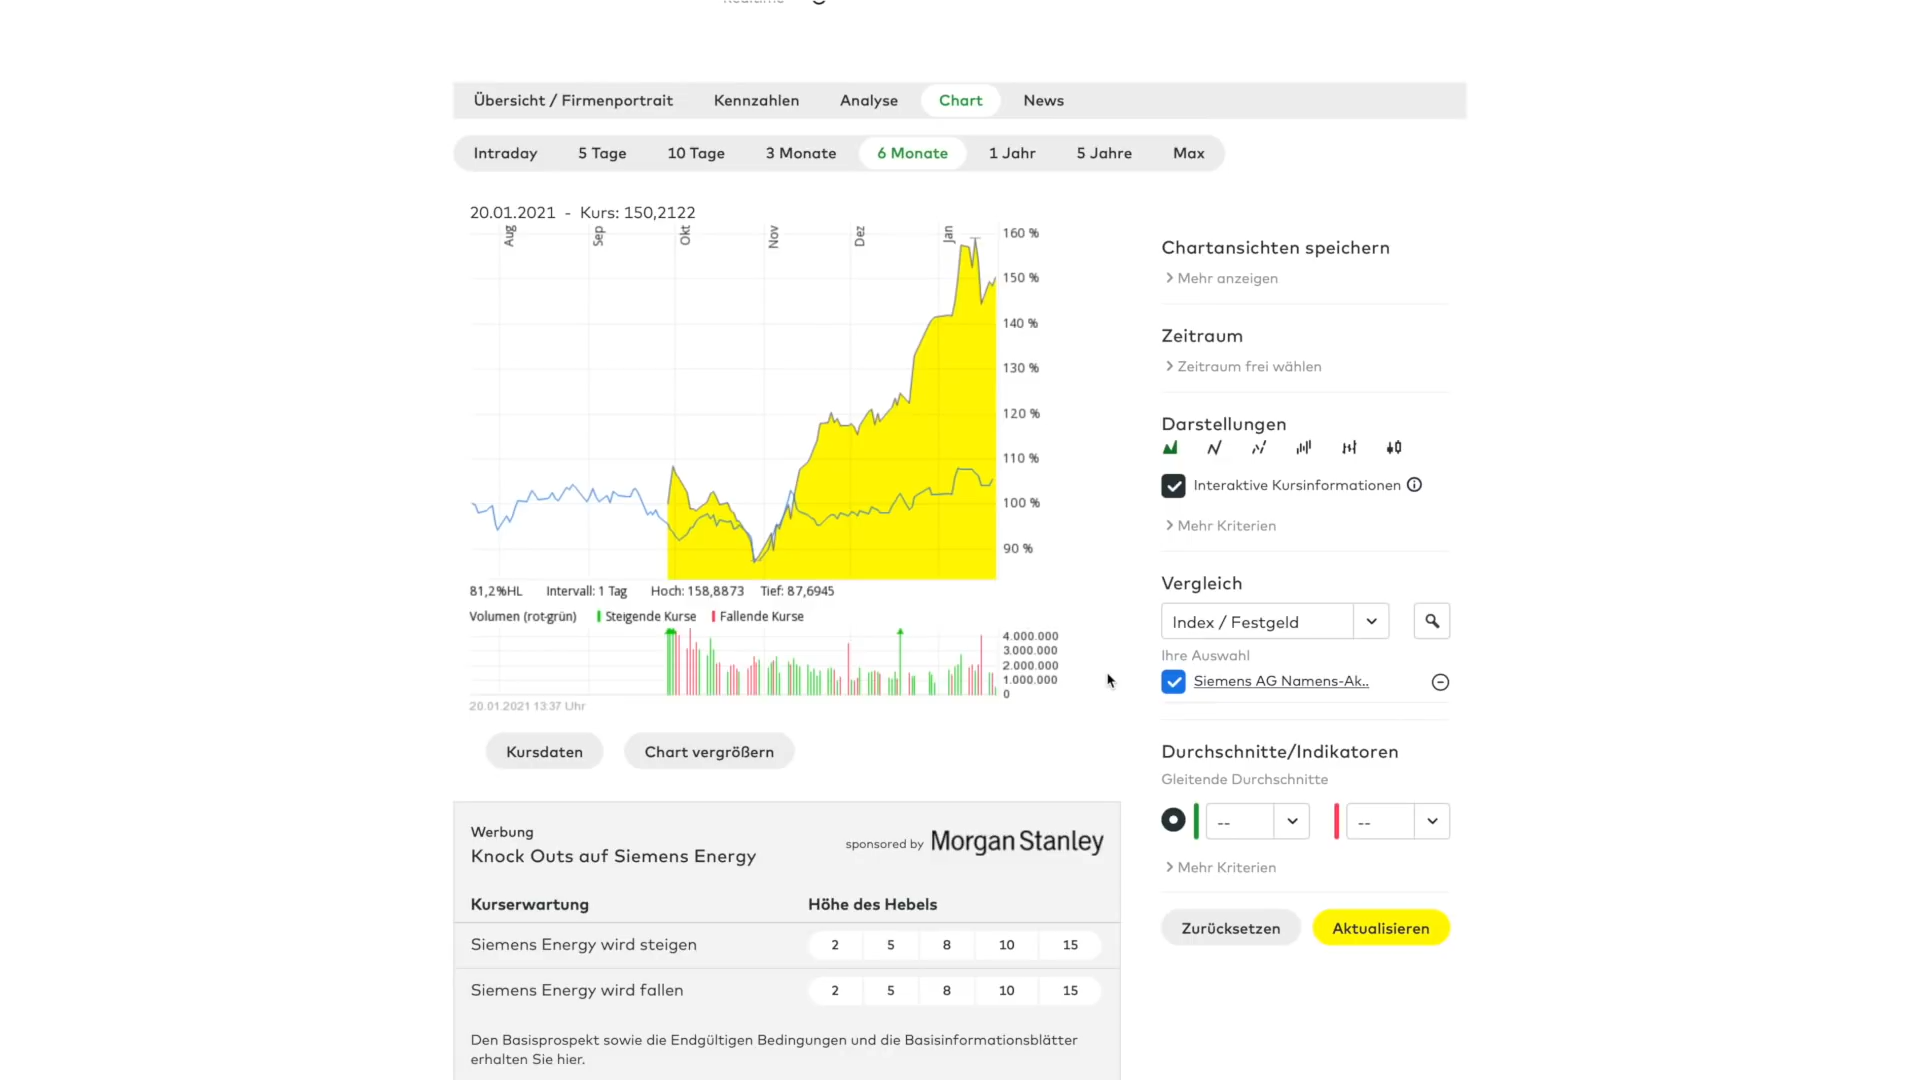 Übersicht / Firmenportrait Kennzahlen Analyse Chart News
Intraday 5 Tage 10 Tage 3 Monate 6 Monate 1 Jahr 5 Jahre Max
20.01.2021 - Kurs: 150,2122
Aug Sep Okt Nov Dez Jan
160 %
150 %
140 %
130 %
120 %
110 %
100 %
90 %
81,2%HL Intervall: 1 Tag Hoch: 158,8873 Tief: 87,6945
Volumen (rot-grün) Steigende Kurse Fallende Kurse
4.000.000
3.000.000
2.000.000
1.000.000
0
20.01.2021 13:37 Uhr
Kursdaten Chart vergrößern
Chartansichten speichern
Mehr anzeigen
Zeitraum
Zeitraum frei wählen
Darstellungen
Interaktive Kursinformationen
Mehr Kriterien
Vergleich
Index / Festgeld
Ihre Auswahl
Siemens AG Namens-Ak..
Durchschnitte/Indikatoren
Gleitende Durchschnitte
-- --
Mehr Kriterien
Zurücksetzen Aktualisieren
Werbung
Knock Outs auf Siemens Energy
sponsored by Morgan Stanley
Kurserwartung Höhe des Hebels
Siemens Energy wird steigen 2 5 8 10 15
Siemens Energy wird fallen 2 5 8 10 15
Den Basisprospekt sowie die Endgültigen Bedingungen und die Basisinformationsblätter
erhalten Sie hier.